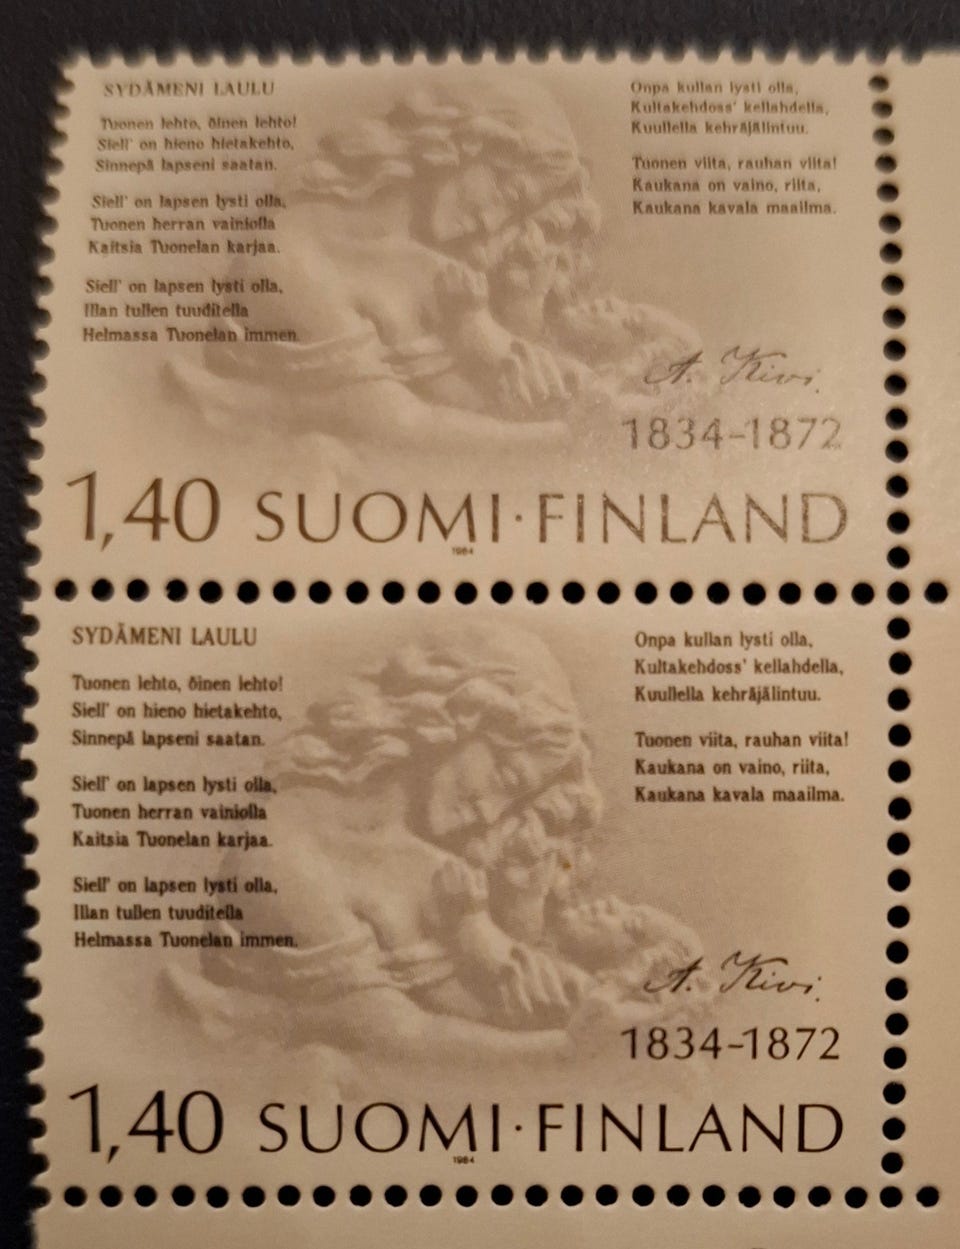 SYDÄMENI LAULU
Tuonen lehto, öinen lehto!
Siell' on hieno hietakehto,
Sinnepä lapseni saatan.
Siell' on lapsen lysti olla,
Tuonen herran vainiolla
Kaitsia Tuonelan karjaa.
Siell' on lapsen lysti olla,
Illan tullen tuuditella
Helmassa Tuonelan immen.
Onpa kullan lysti olla,
Kultakehdoss' kellahdella,
Kuullella kehrääjälintuu.
Tuonen viita, rauhan viita!
Kaukana on vaino, riita,
Kaukana kavala maailma.
A. Kivi.
1834-1872
1,40 SUOMI·FINLAND
1984
SYDÄMENI LAULU
Tuonen lehto, öinen lehto!
Siell' on hieno hietakehto,
Sinnepä lapseni saatan.
Siell' on lapsen lysti olla,
Tuonen herran vainiolla
Kaitsia Tuonelan karjaa.
Siell' on lapsen lysti olla,
Illan tullen tuuditella
Helmassa Tuonelan immen.
Onpa kullan lysti olla,
Kultakehdoss' kellahdella,
Kuullella kehräjälintuu.
Tuonen viita, rauhan viita!
Kaukana on vaino, riita,
Kaukana kavala maailma.
A. Kivi.
1834-1872
1,40 SUOMI·FINLAND
1984